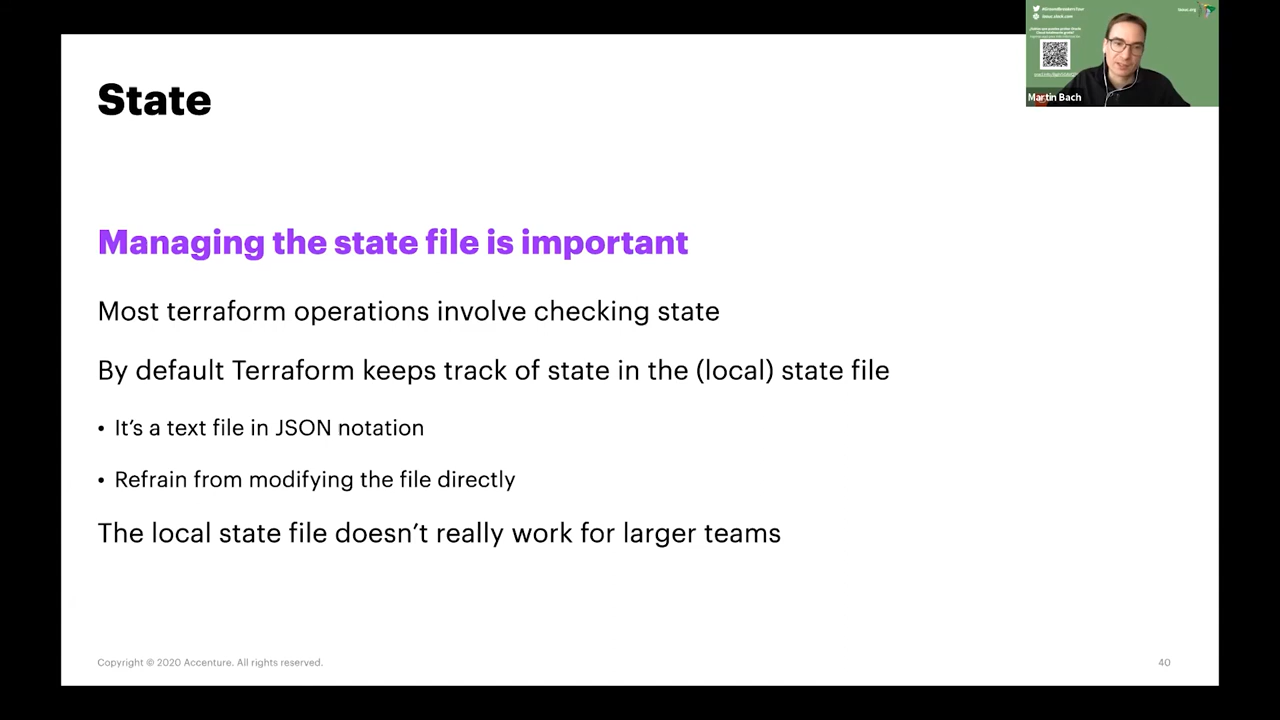 State
Managing the state file is important
Most terraform operations involve checking state
By default Terraform keeps track of state in the (local) state file
• It’s a text file in JSON notation
• Refrain from modifying the file directly
The local state file doesn’t really work for larger teams
Copyright © 2020 Accenture. All rights reserved.
40
Martin Bach